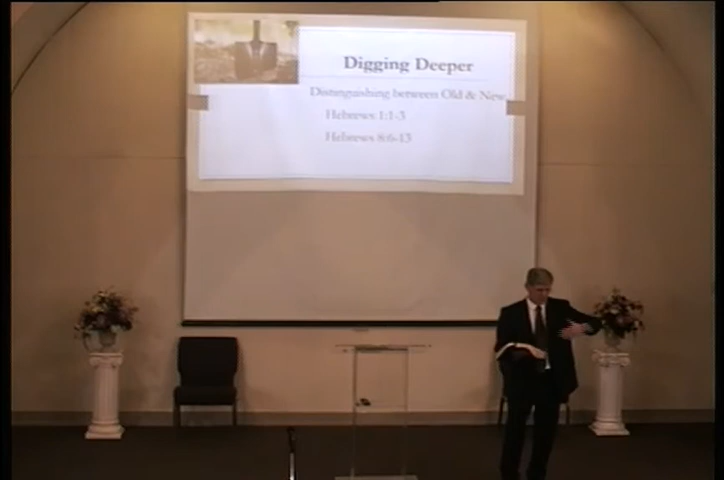 Digging Deeper
Distinguishing between Old & New
Hebrews 1:1-3
Hebrews 8:6-13